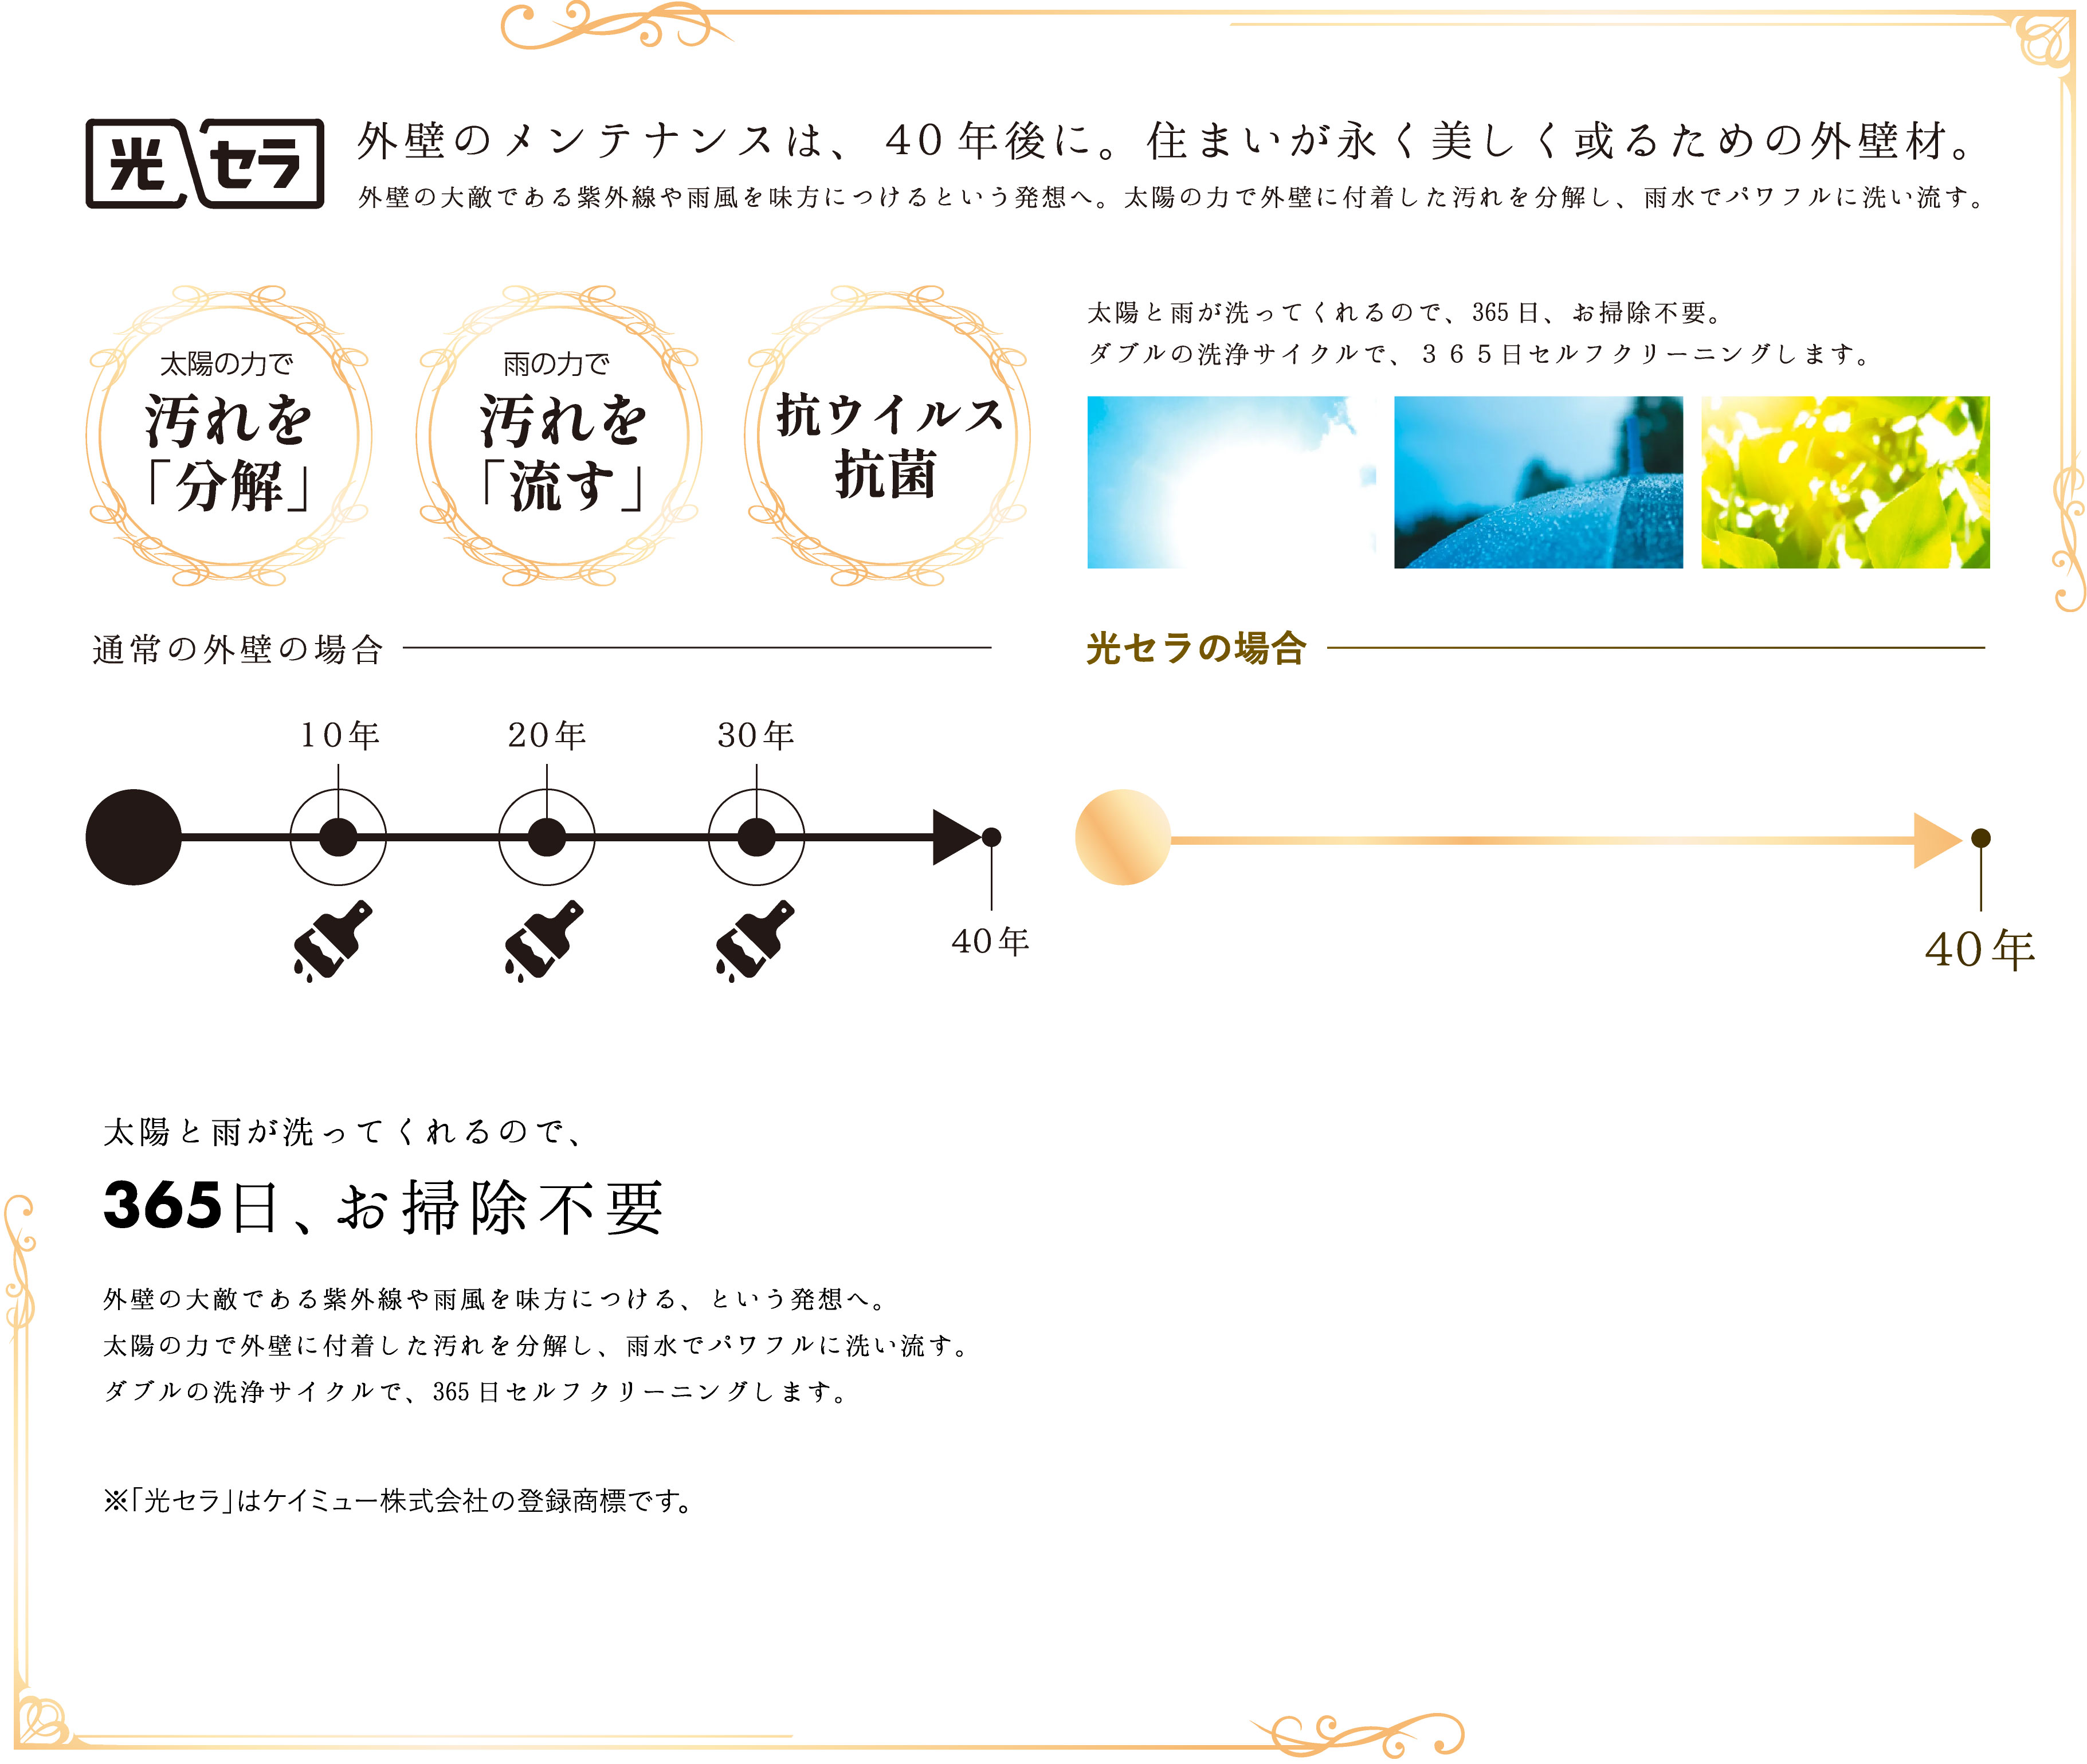 光セラ
外壁のメンテナンスは、40年後に。住まいが永く美しく或るための外壁材。
外壁の大敵である紫外線や雨風を味方につけるという発想へ。太陽の力で外壁に付着した汚れを分解し、雨水でパワフルに洗い流す。
太陽の力で
汚れを
「分解」
雨の力で
汚れを
「流す」
抗ウイルス
抗菌
太陽と雨が洗ってくれるので、365日、お掃除不要。
ダブルの洗浄サイクルで、３６５日セルフクリーニングします。
通常の外壁の場合
10年
20年
30年
40年
光セラの場合
40年
太陽と雨が洗ってくれるので、
365日、お掃除不要
外壁の大敵である紫外線や雨風を味方につける、という発想へ。
太陽の力で外壁に付着した汚れを分解し、雨水でパワフルに洗い流す。
ダブルの洗浄サイクルで、365日セルフクリーニングします。
※「光セラ」はケイミュー株式会社の登録商標です。